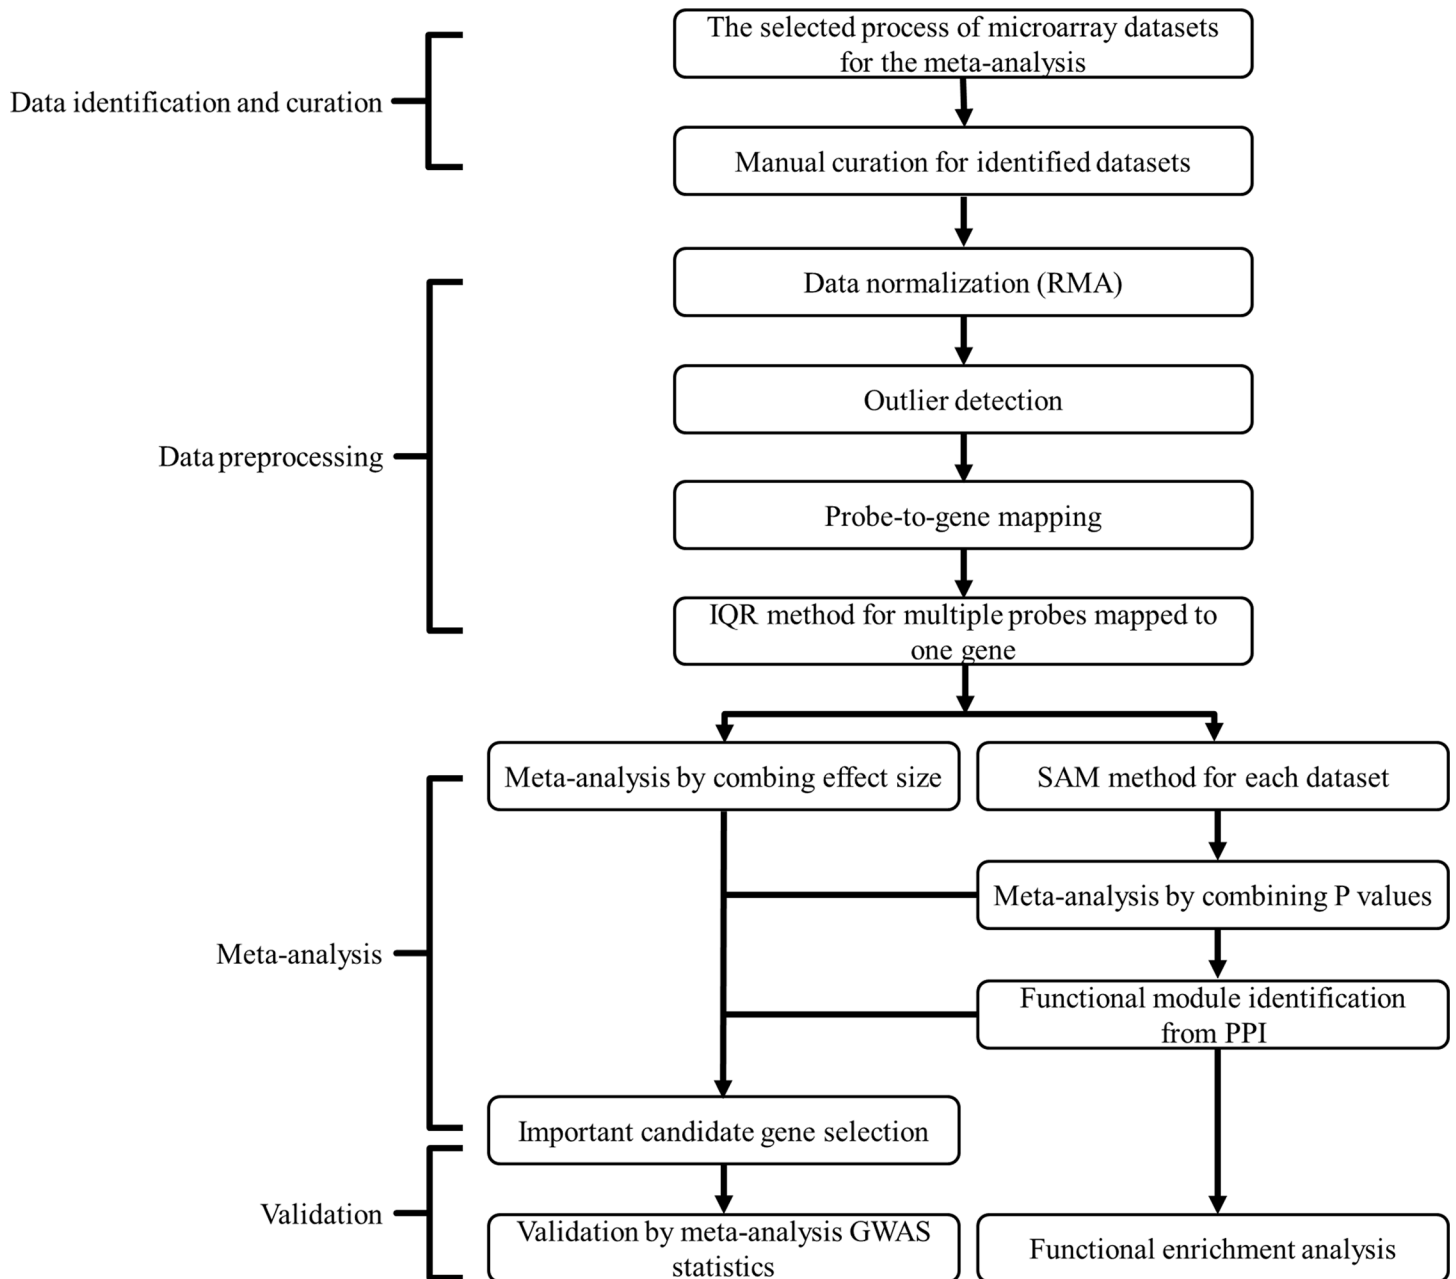 The selected process of microarray datasets
for the meta-analysis
Data identification and curation
Manual curation for identified datasets
Data normalization (RMA)
Outlier detection
Data preprocessing
Probe-to-gene mapping
IQR method for multiple probes mapped to
one gene
Meta-analysis by combing effect size
SAM method for each dataset
Meta-analysis by combining P values
Meta-analysis
Functional module identification
from PPI
Important candidate gene selection
Validation
Validation by meta-analysis GWAS
statistics
Functional enrichment analysis